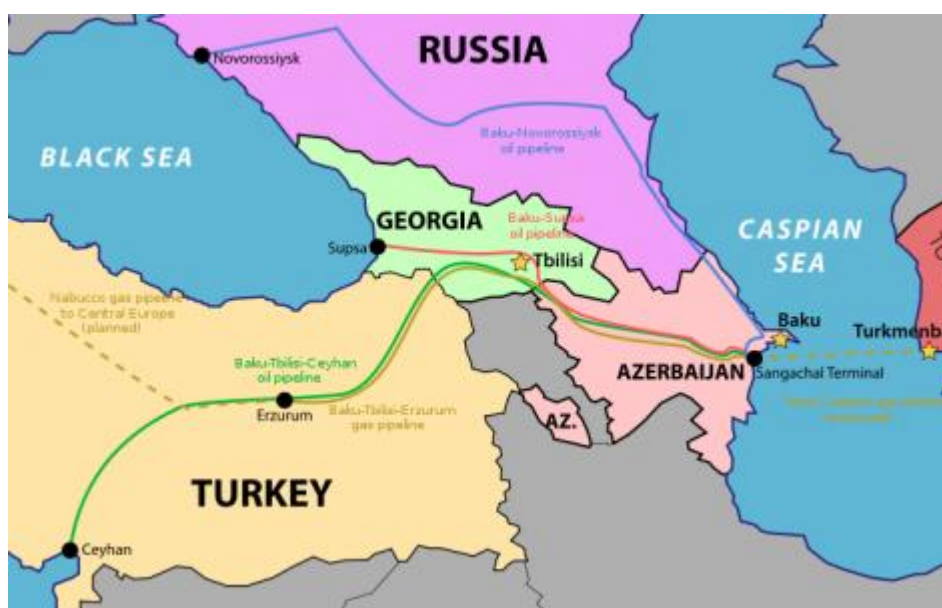 RUSSIA
Novorossiysk
Baku-Novorossiysk
oil pipeline
BLACK SEA
GEORGIA
Baku-Supsa
oil pipeline
CASPIAN
SEA
Supsa
Tbilisi
Nabucco gas pipeline
to Central Europe
(planned)
Baku
Turkmenb
Baku-Tbilisi-Ceyhan
oil pipeline
AZERBAIJAN
Sangachal Terminal
Erzurum
Baku-Tbilisi-Erzurum
gas pipeline
AZ.
TURKEY
Ceyhan